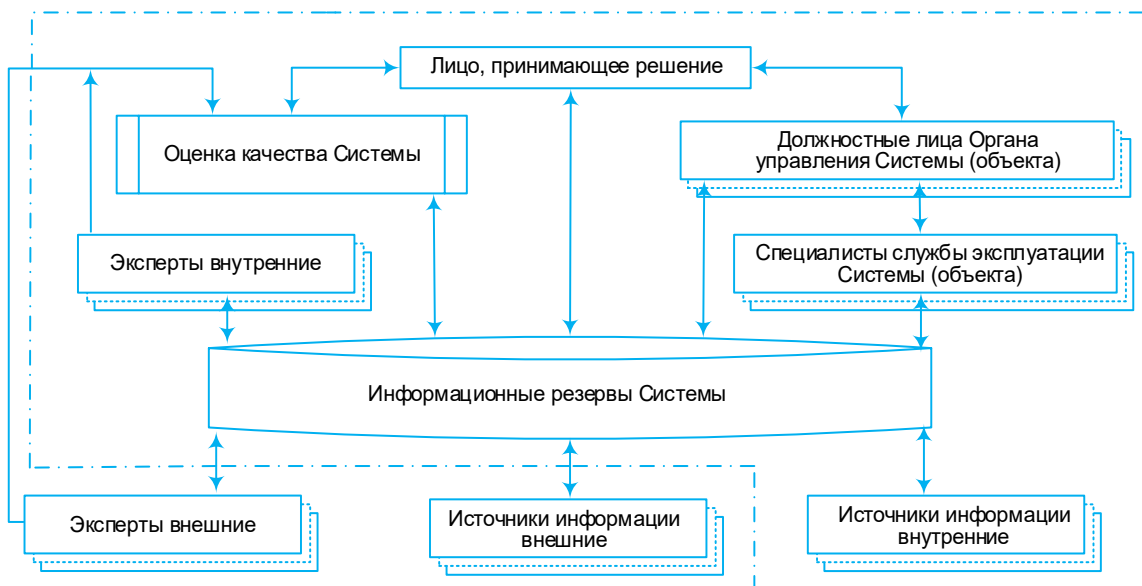 Лицо, принимающее решение
Оценка качества Системы
Должностные лица Органа
управления Системы (объекта)
Эксперты внутренние
Специалисты службы эксплуатации
Системы (объекта)
Информационные резервы Системы
Эксперты внешние
Источники информации
внешние
Источники информации
внутренние